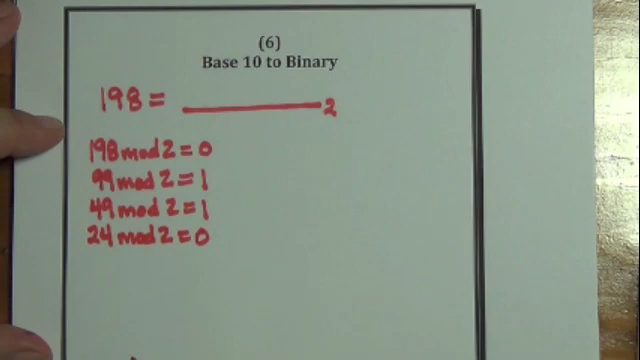 (6)
Base 10 to Binary
198 = ________2
198 mod 2 = 0
99 mod 2 = 1
49 mod 2 = 1
24 mod 2 = 0